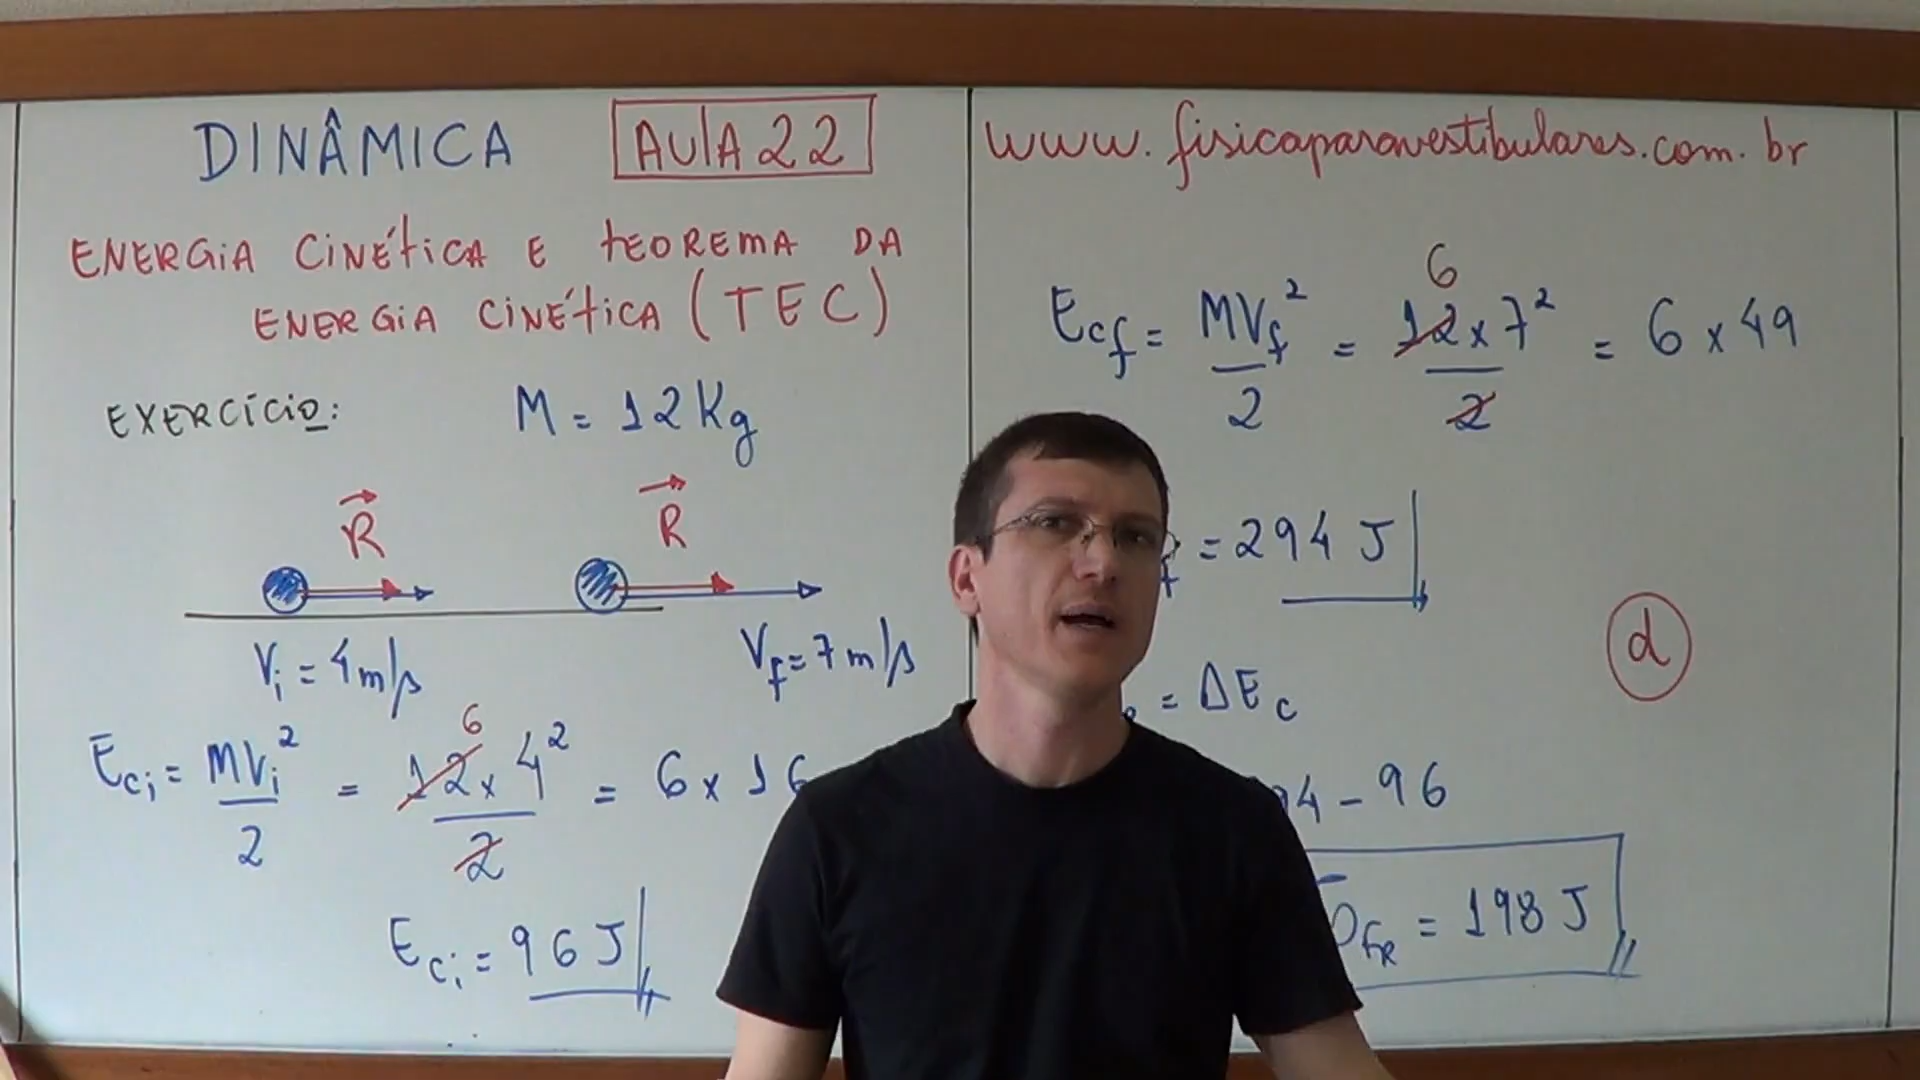 DINÂMICA AULA 22
ENERGIA CINÉTICA E TEOREMA DA
ENERGIA CINÉTICA (TEC)
EXERCÍCIO: M = 12 Kg
R R
Vi = 4 m/s Vf = 7 m/s
Eci = MVi²/2 = 12 x 4²/2 = 6 x 16
6
Eci = 96 J
www.fisicaparavestibulares.com.br
6
Ecf = MVf²/2 = 12 x 7²/2 = 6 x 49
f = 294 J
d
= ΔEc
94 - 96
FR = 198 J